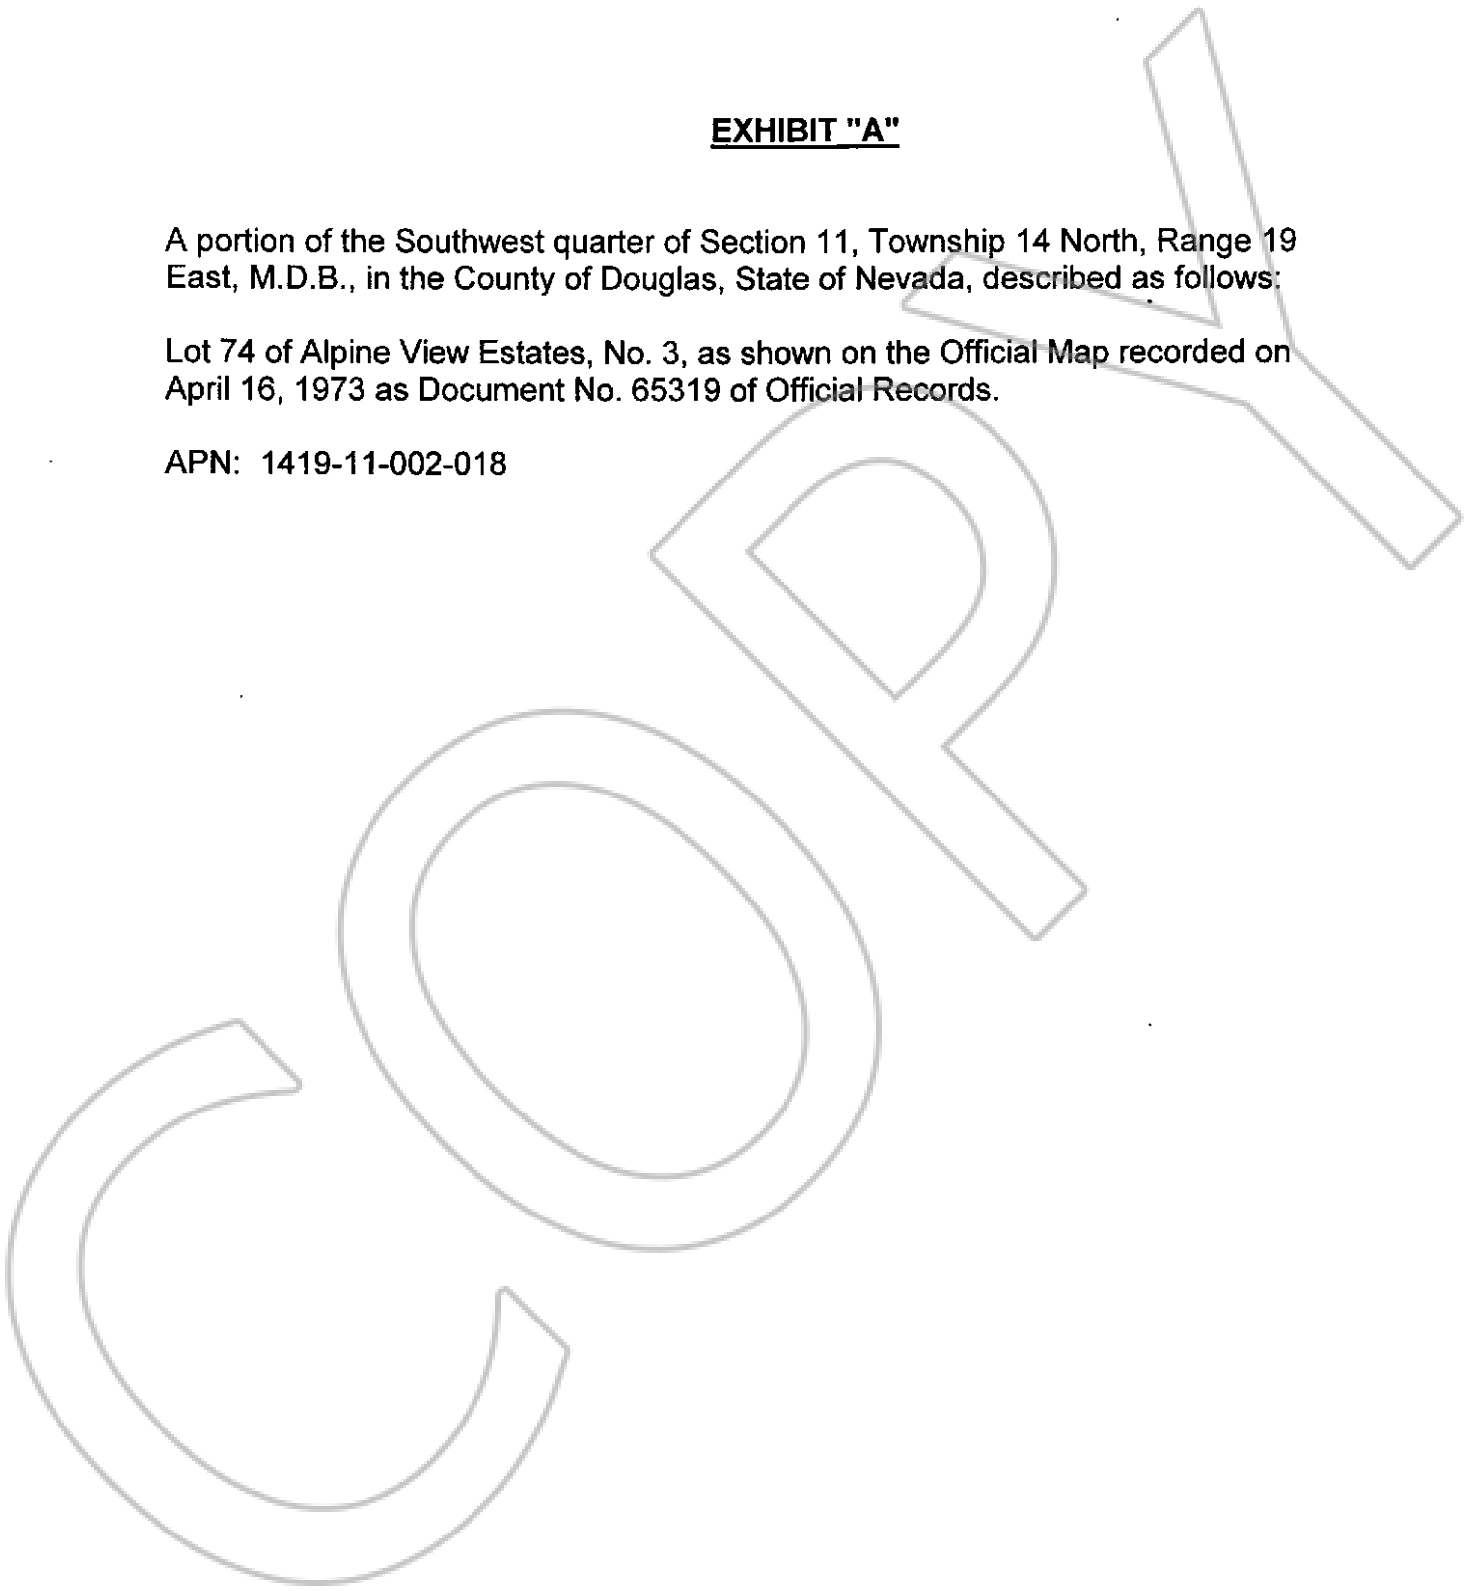 EXHIBIT "A"
A portion of the Southwest quarter of Section 11, Township 14 North, Range 19
East, M.D.B., in the County of Douglas, State of Nevada, described as follows:
Lot 74 of Alpine View Estates, No. 3, as shown on the Official Map recorded on
April 16, 1973 as Document No. 65319 of Official Records.
APN: 1419-11-002-018
COPY